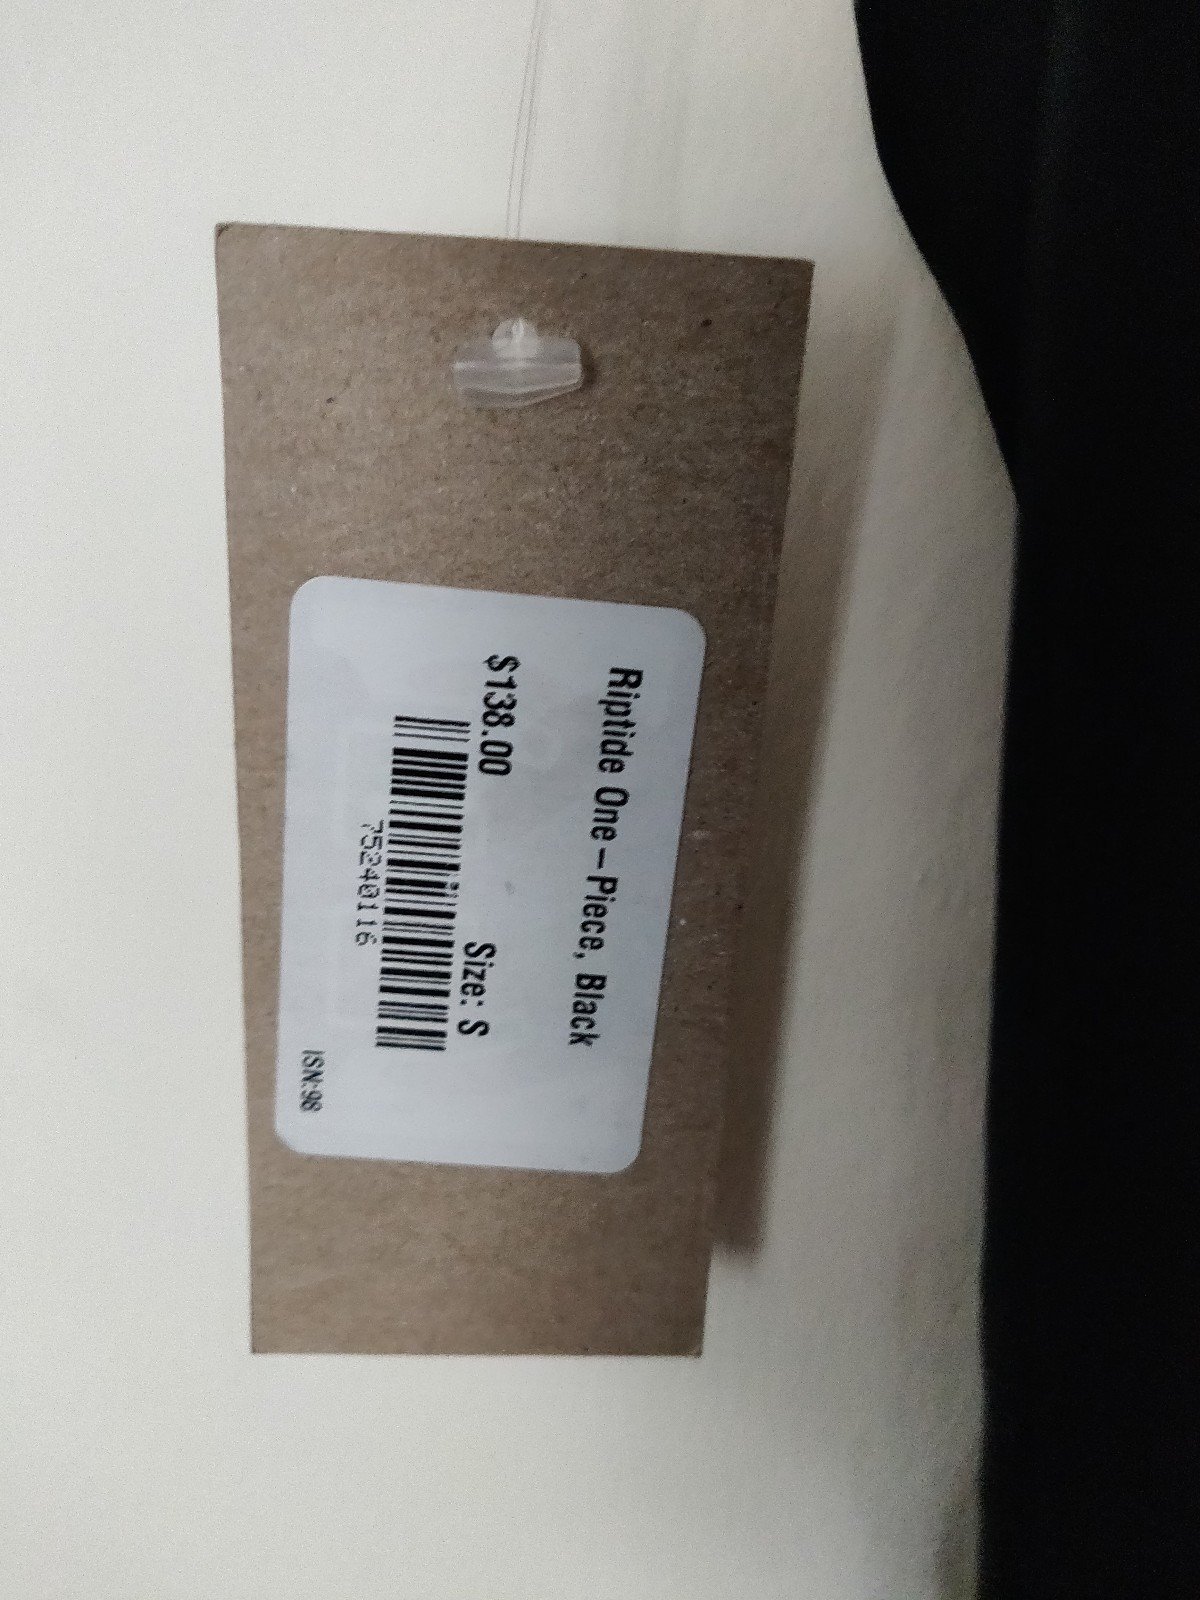 Riptide One-Piece, Black
$138.00
Size: S
75240116
ISN:98